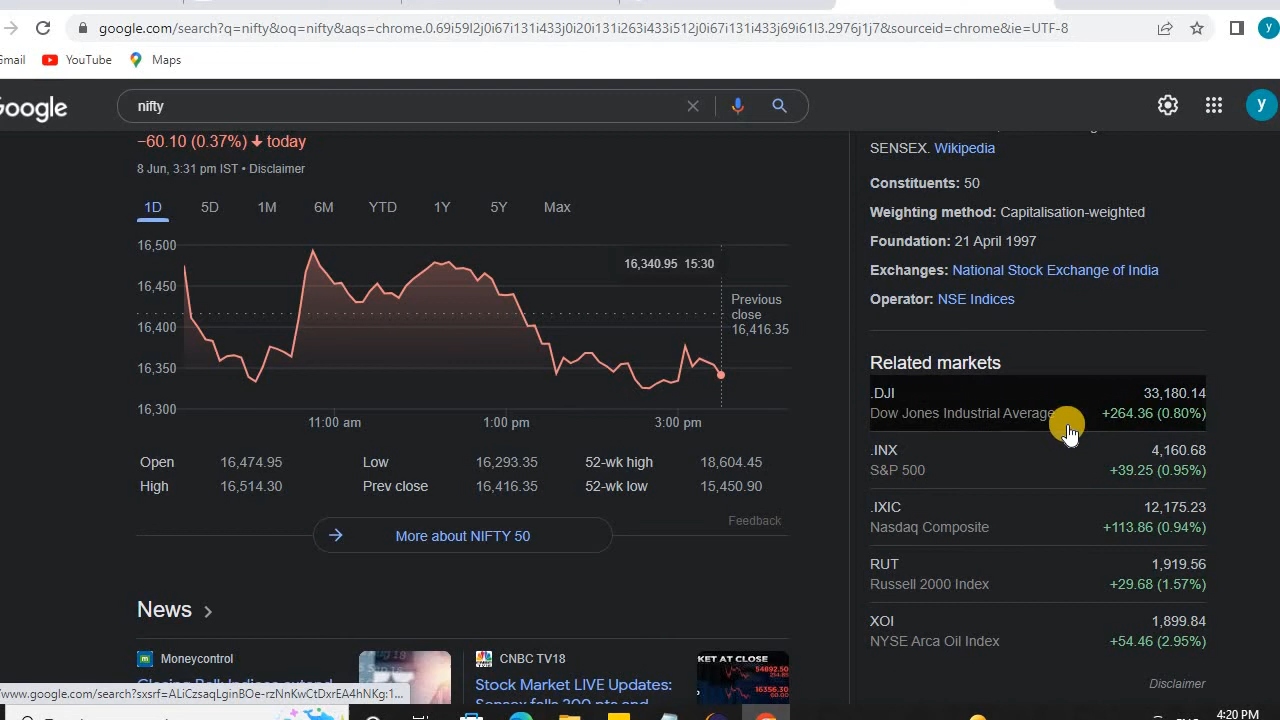 google.com/search?q=nifty&oq=nifty&aqs=chrome.0.69i59l2j0i67i131i433j0i20i131i263i433i512j0i67i131i433j69i61l3.2976j1j7&sourceid=chrome&ie=UTF-8
Gmail YouTube Maps
Google nifty y
−60.10 (0.37%) today
8 Jun, 3:31 pm IST • Disclaimer
1D 5D 1M 6M YTD 1Y 5Y Max
16,500
16,450
16,400
16,350
16,300
16,340.95 15:30
Previous
close
16,416.35
11:00 am 1:00 pm 3:00 pm
Open 16,474.95 Low 16,293.35 52-wk high 18,604.45
High 16,514.30 Prev close 16,416.35 52-wk low 15,450.90
Feedback
More about NIFTY 50
News
Moneycontrol
CNBC TV18
Stock Market LIVE Updates:
KET AT CLOSE
54892.50
16356.30
SENSEX. Wikipedia
Constituents: 50
Weighting method: Capitalisation-weighted
Foundation: 21 April 1997
Exchanges: National Stock Exchange of India
Operator: NSE Indices
Related markets
.DJI 33,180.14
Dow Jones Industrial Average +264.36 (0.80%)
.INX 4,160.68
S&P 500 +39.25 (0.95%)
.IXIC 12,175.23
Nasdaq Composite +113.86 (0.94%)
RUT 1,919.56
Russell 2000 Index +29.68 (1.57%)
XOI 1,899.84
NYSE Arca Oil Index +54.46 (2.95%)
Disclaimer
4:20 PM